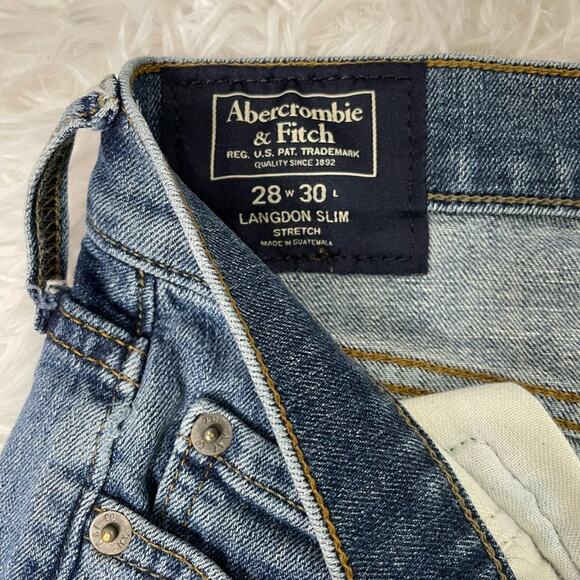 Abercrombie
& Fitch
REG. U.S. PAT. TRADEMARK
QUALITY SINCE 1892
28 W 30 L
LANGDON SLIM
STRETCH
MADE IN GUATEMALA